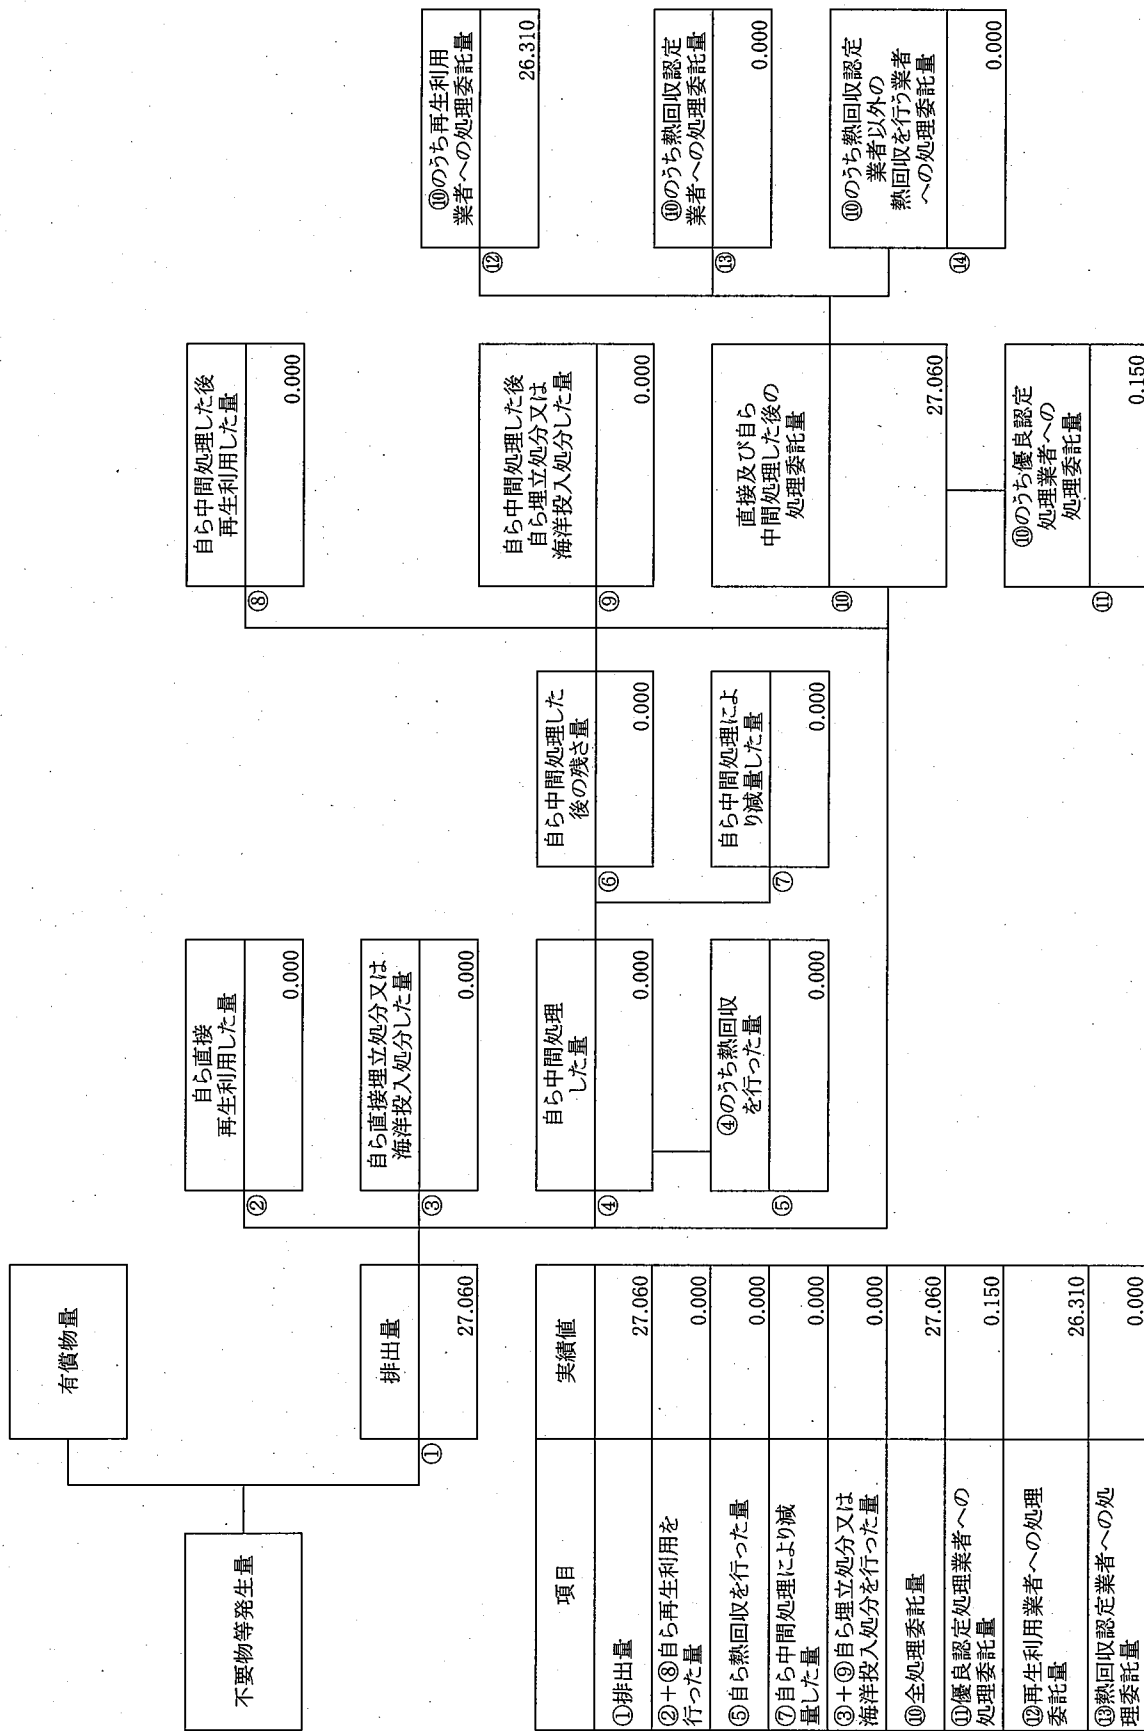 有償物量
不要物等発生量
排出量
①
27.060
自ら直接
再生利用した量
②
0.000
自ら直接埋立処分又は
海洋投入処分した量
③
0.000
自ら中間処理
した量
④
0.000
④のうち熱回収
を行った量
⑤
0.000
自ら中間処理した
後の残さ量
⑥
0.000
自ら中間処理によ
り減量した量
⑦
0.000
自ら中間処理した後
再生利用した量
⑧
0.000
自ら中間処理した後
自ら埋立処分又は
海洋投入処分した量
⑨
0.000
直接及び自ら
中間処理した後の
処理委託量
⑩
27.060
⑩のうち優良認定
処理業者への
処理委託量
⑪
0.150
⑩のうち再生利用
業者への処理委託量
⑫
26.310
⑩のうち熱回収認定
業者への処理委託量
⑬
0.000
⑩のうち熱回収認定
業者以外の
熱回収を行う業者
への処理委託量
⑭
0.000
項目 実績値
①排出量 27.060
②+⑧自ら再生利用を
行った量 0.000
⑤自ら熱回収を行った量 0.000
⑦自ら中間処理により減
量した量 0.000
③+⑨自ら埋立処分又は
海洋投入処分を行った量 0.000
⑩全処理委託量 27.060
⑪優良認定処理業者への
処理委託量 0.150
⑫再生利用業者への処理
委託量 26.310
⑬熱回収認定業者への処
理委託量 0.000